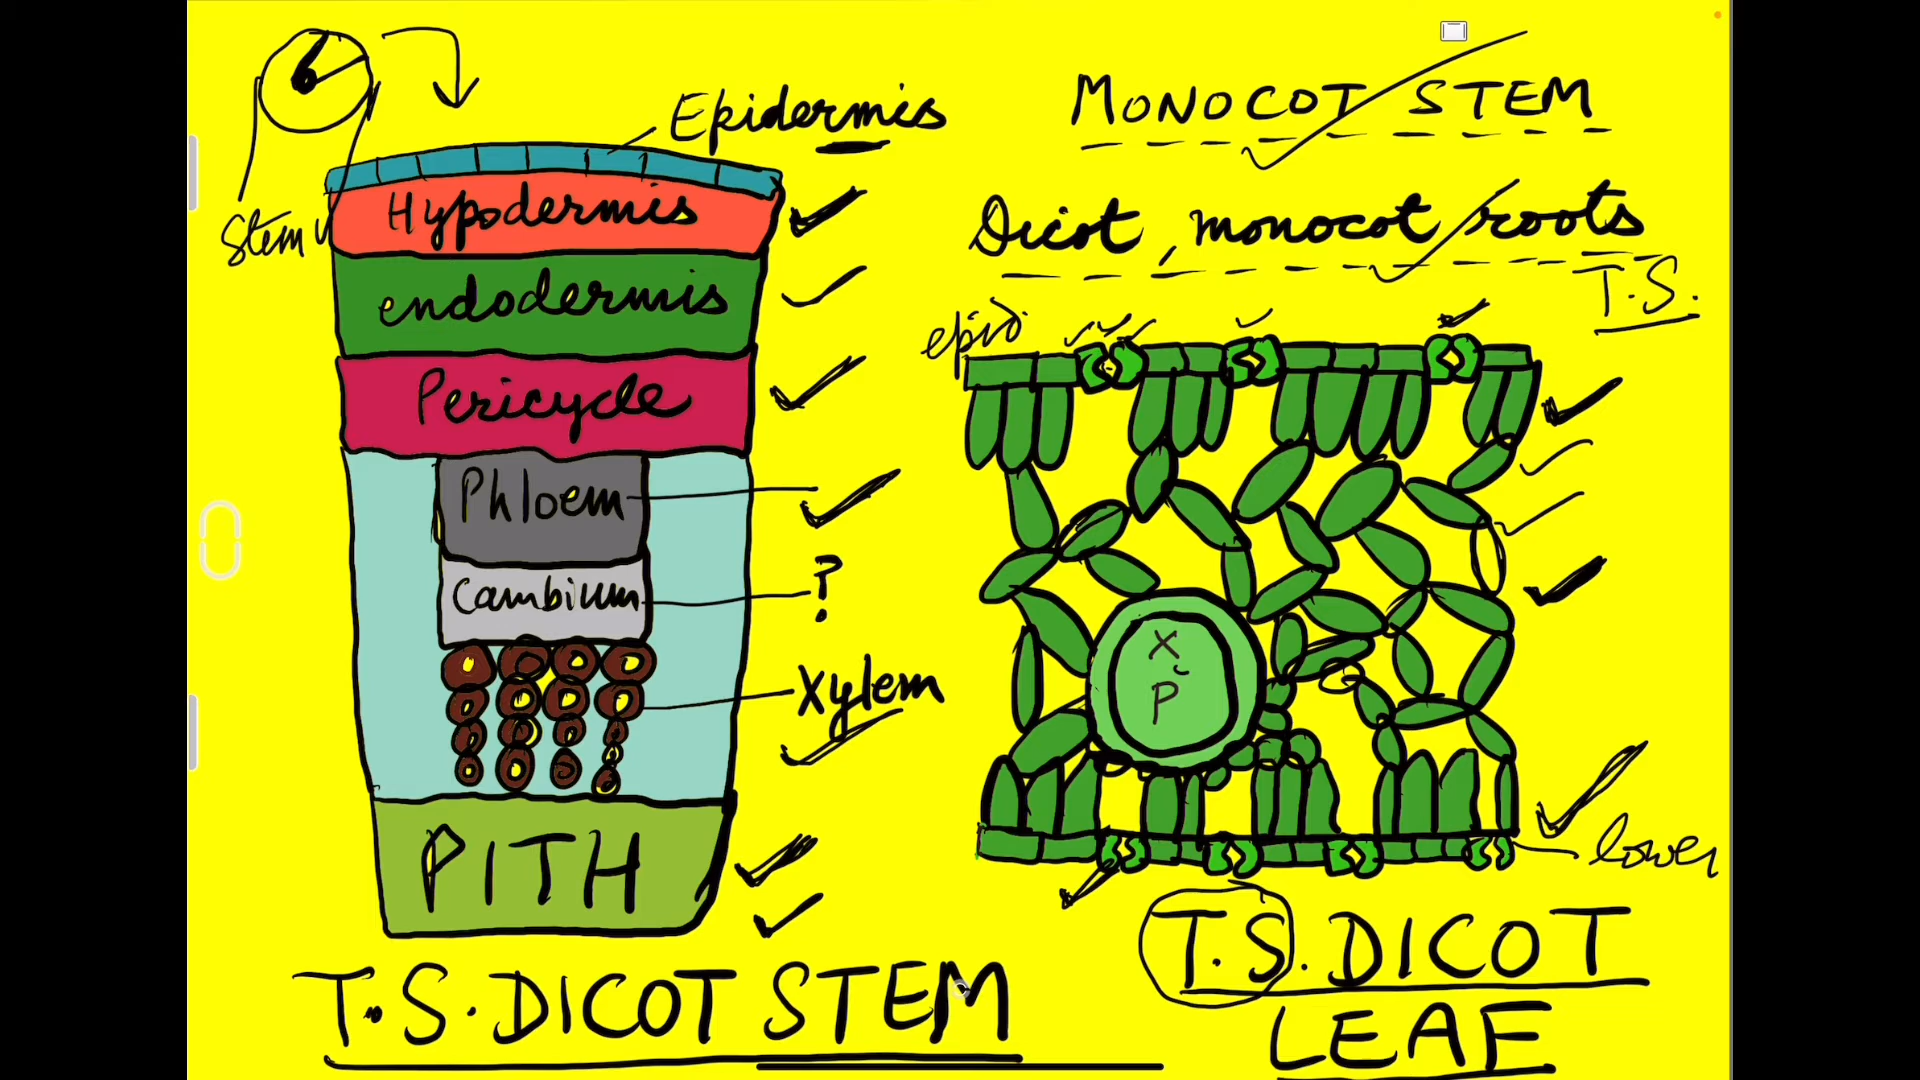 Epidermis
Stem
Hypodermis
endodermis
Pericycle
Phloem
Cambium
?
Xylem
PITH
T.S. DICOT STEM
MONOCOT STEM
Dicot, monocot roots
T.S.
epid
X
P
lower
T.S. DICOT
LEAF